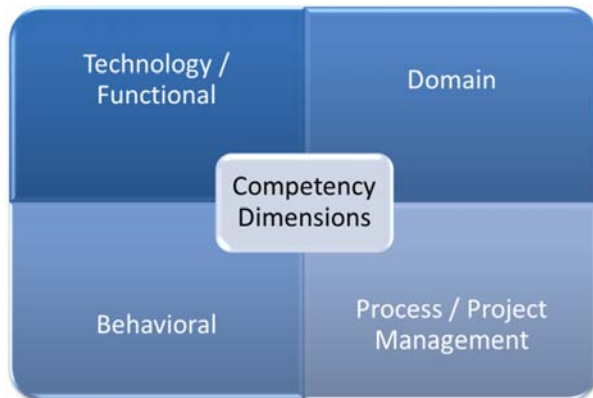 Technology /
Functional
Domain
Competency
Dimensions
Behavioral
Process / Project
Management